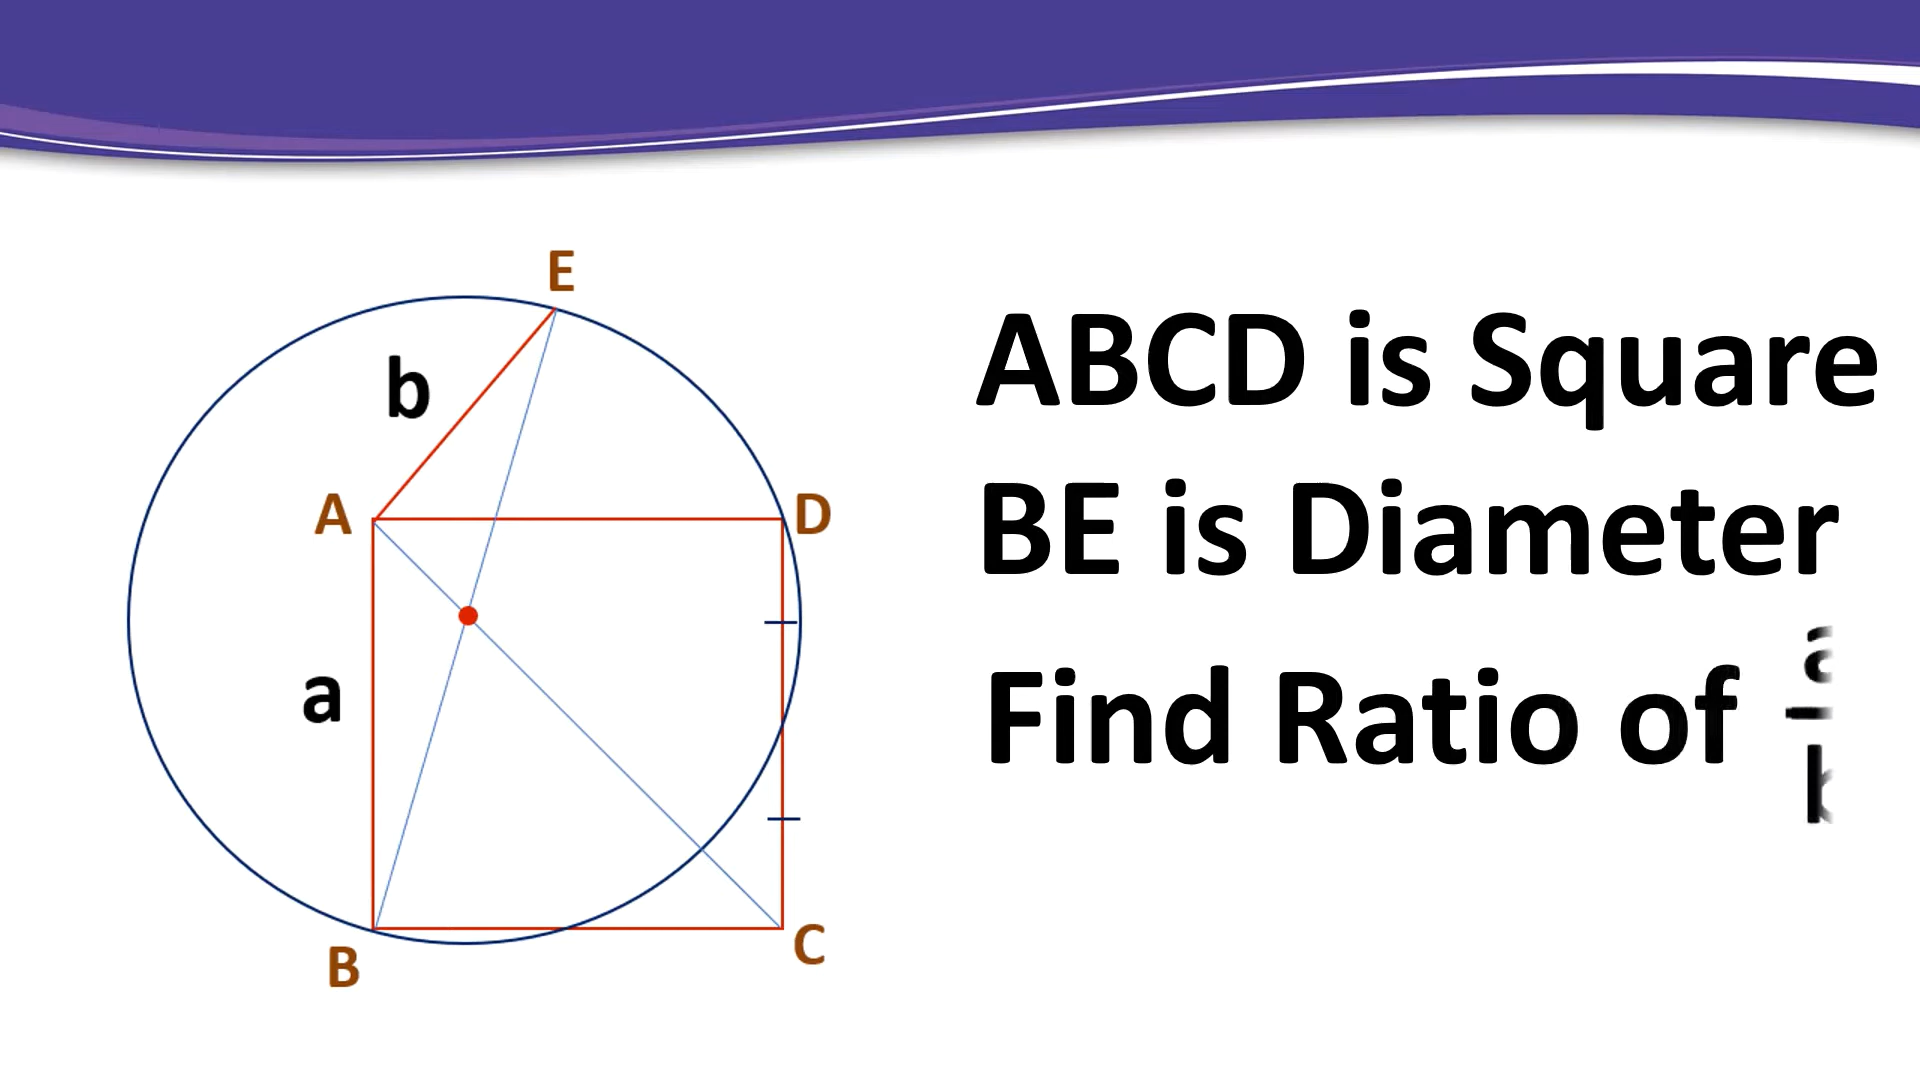 E
b
A
D
a
B
C
ABCD is Square
BE is Diameter
Find Ratio of